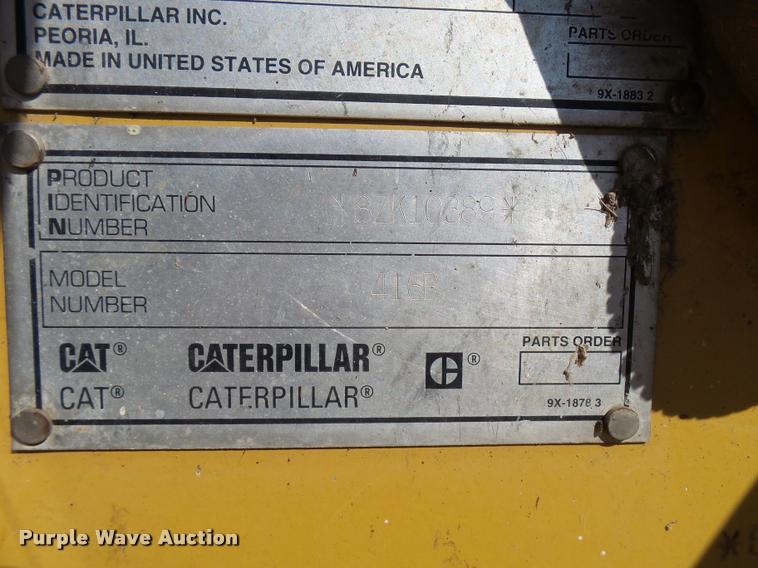 CATERPILLAR INC.
PEORIA, IL.
MADE IN UNITED STATES OF AMERICA
PARTS ORDER
9X-1883 2
PRODUCT
IDENTIFICATION
NUMBER
*8ZK10389*
MODEL
NUMBER
416B
CAT® CATERPILLAR® ®
CAT® CATERPILLAR®
PARTS ORDER
9X-1878 3
Purple Wave Auction